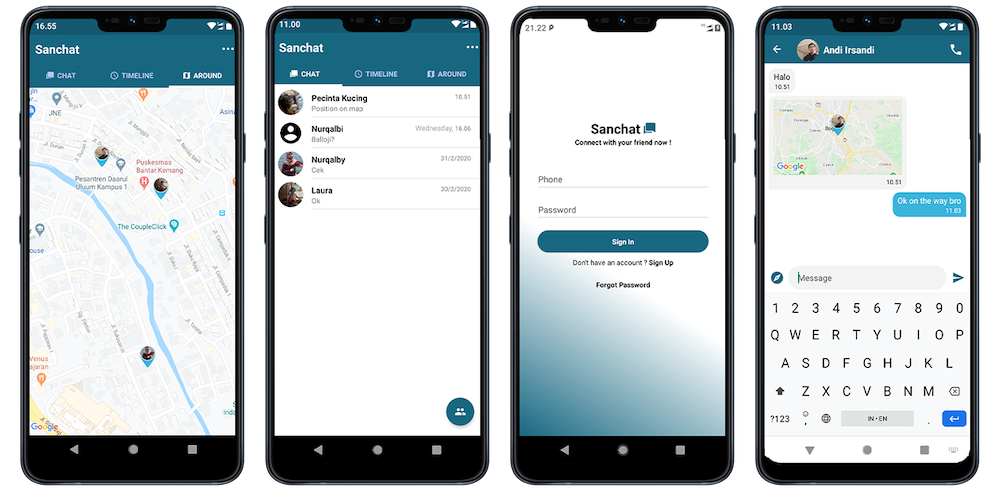 16.55
Sanchat
CHAT
TIMELINE
AROUND
JNE
Jl. Manggis
Asina
Puskesmas
Bantar Kemang
Pesantren Daarul
Uluum Kampus 1
The CoupleClick
ouse
Venus
ajaran
Inda
Google
11.00
Sanchat
CHAT
TIMELINE
AROUND
Pecinta Kucing
10.51
Position on map
Nurqalbi
Wednesday, 16.06
Ballaji?
Nurqalby
31/2/2020
Cek
Laura
30/2/2020
Ok
21.22 P
Sanchat
Connect with your friend now !
Phone
Password
Sign In
Don't have an account ? Sign Up
Forgot Password
11.03
Andi Irsandi
Halo
10.51
Google
10.51
Ok on the way bro
11.03
Message
1 2 3 4 5 6 7 8 9 0
Q W E R T Y U I O P
A S D F G H J K L
Z X C V B N M
?123 , IN • EN .